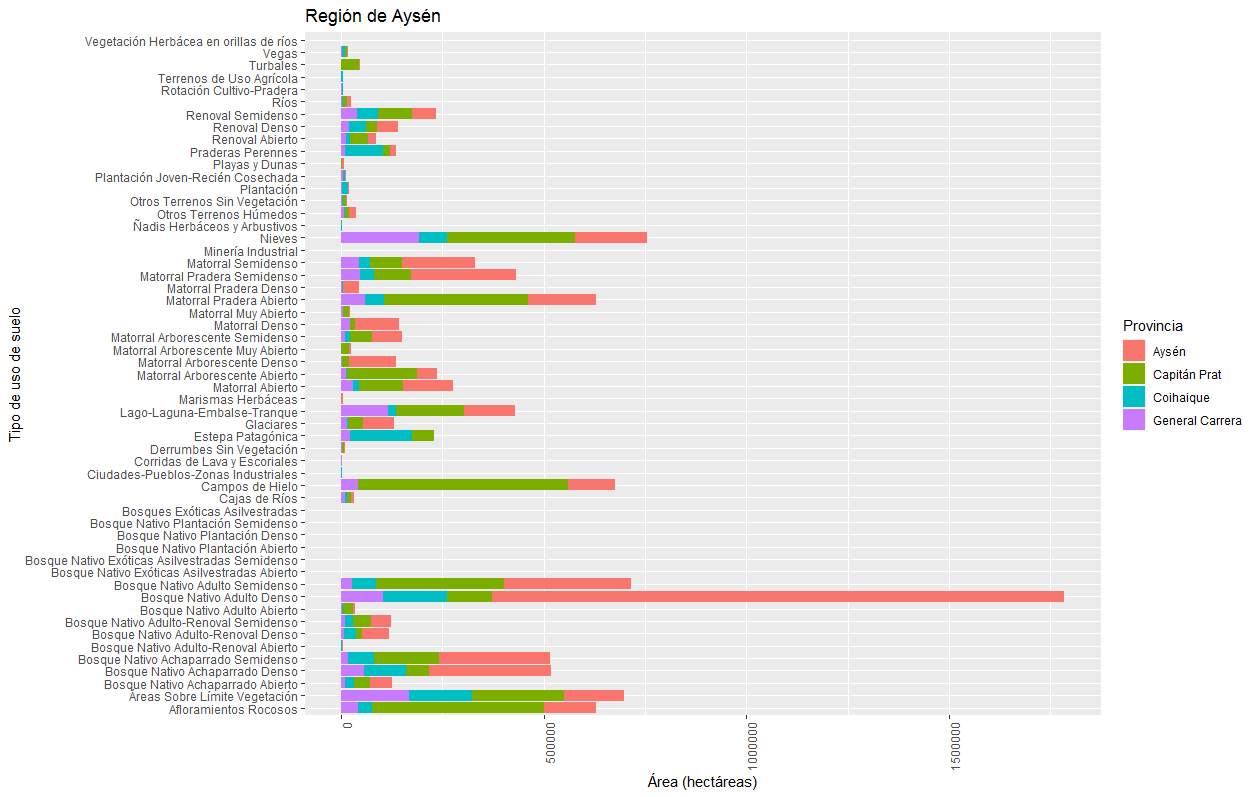 Región de Aysén
Vegetación Herbácea en orillas de ríos
Vegas
Turbales
Terrenos de Uso Agrícola
Rotación Cultivo-Pradera
Ríos
Renoval Semidenso
Renoval Denso
Renoval Abierto
Praderas Perennes
Playas y Dunas
Plantación Joven-Recién Cosechada
Plantación
Otros Terrenos Sin Vegetación
Otros Terrenos Húmedos
Ñadis Herbáceos y Arbustivos
Nieves
Minería Industrial
Matorral Semidenso
Matorral Pradera Semidenso
Matorral Pradera Denso
Matorral Pradera Abierto
Matorral Muy Abierto
Matorral Denso
Matorral Arborescente Semidenso
Matorral Arborescente Muy Abierto
Matorral Arborescente Denso
Matorral Arborescente Abierto
Matorral Abierto
Marismas Herbáceas
Lago-Laguna-Embalse-Tranque
Glaciares
Estepa Patagónica
Derrumbes Sin Vegetación
Corridas de Lava y Escoriales
Ciudades-Pueblos-Zonas Industriales
Campos de Hielo
Cajas de Ríos
Bosques Exóticas Asilvestradas
Bosque Nativo Plantación Semidenso
Bosque Nativo Plantación Denso
Bosque Nativo Plantación Abierto
Bosque Nativo Exóticas Asilvestradas Semidenso
Bosque Nativo Exóticas Asilvestradas Abierto
Bosque Nativo Adulto Semidenso
Bosque Nativo Adulto Denso
Bosque Nativo Adulto Abierto
Bosque Nativo Adulto-Renoval Semidenso
Bosque Nativo Adulto-Renoval Denso
Bosque Nativo Adulto-Renoval Abierto
Bosque Nativo Achaparrado Semidenso
Bosque Nativo Achaparrado Denso
Bosque Nativo Achaparrado Abierto
Áreas Sobre Límite Vegetación
Afloramientos Rocosos
Tipo de uso de suelo
0
500000
1000000
1500000
Área (hectáreas)
Provincia
Aysén
Capitán Prat
Coihaique
General Carrera